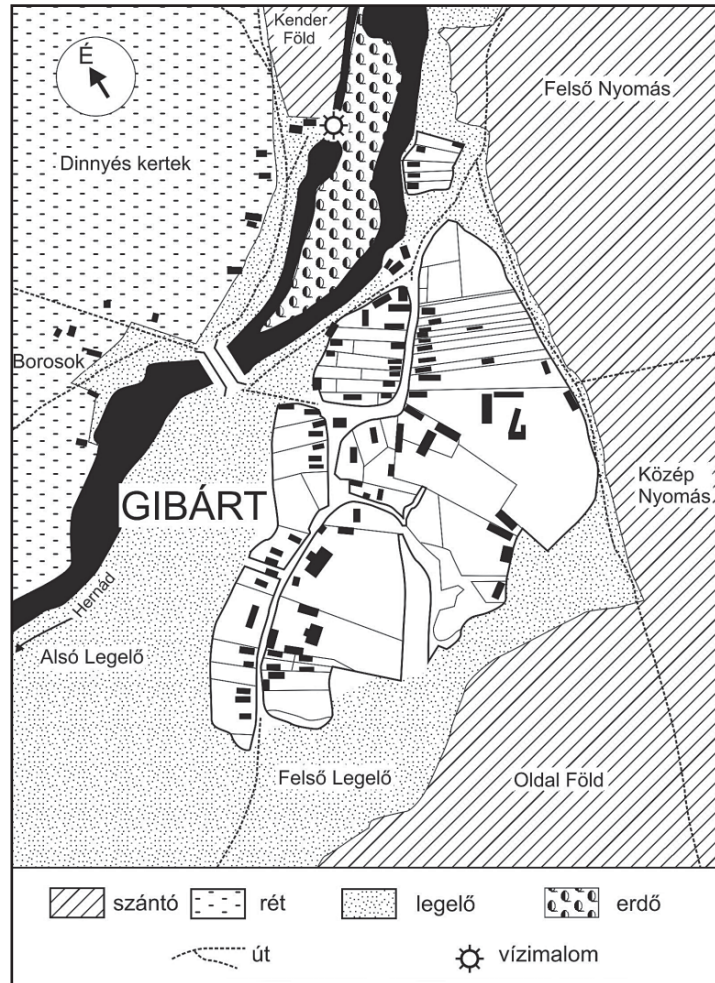 Kender
Föld
É
Felső Nyomás
Dinnyés kertek
Borosok
Közép
Nyomás.
GIBÁRT
Hernád
Alsó Legelő
Felső Legelő
Oldal Föld
szántó
rét
legelő
erdő
út
vízimalom